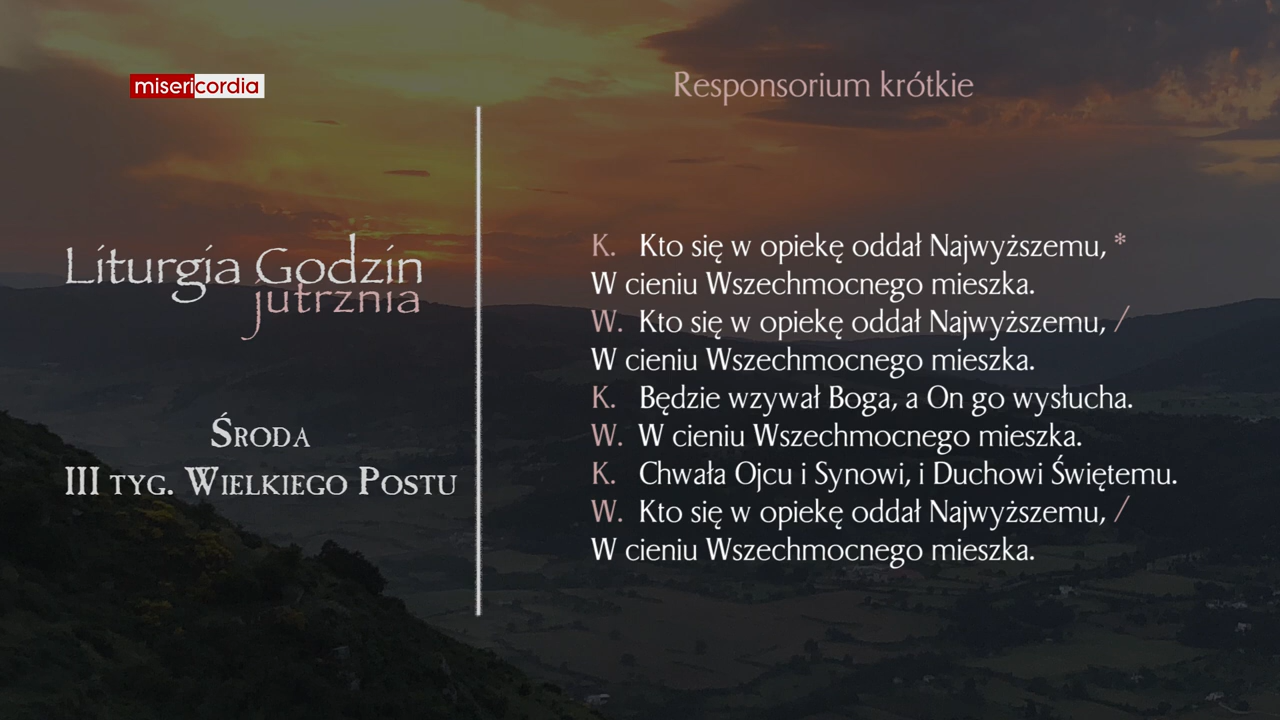 misericordia
Liturgia Godzin
jutrznia
Środa
III tyg. Wielkiego Postu
Responsorium krótkie
K. Kto się w opiekę oddał Najwyższemu, *
W cieniu Wszechmocnego mieszka.
W. Kto się w opiekę oddał Najwyższemu, /
W cieniu Wszechmocnego mieszka.
K. Będzie wzywał Boga, a On go wysłucha.
W. W cieniu Wszechmocnego mieszka.
K. Chwała Ojcu i Synowi, i Duchowi Świętemu.
W. Kto się w opiekę oddał Najwyższemu, /
W cieniu Wszechmocnego mieszka.